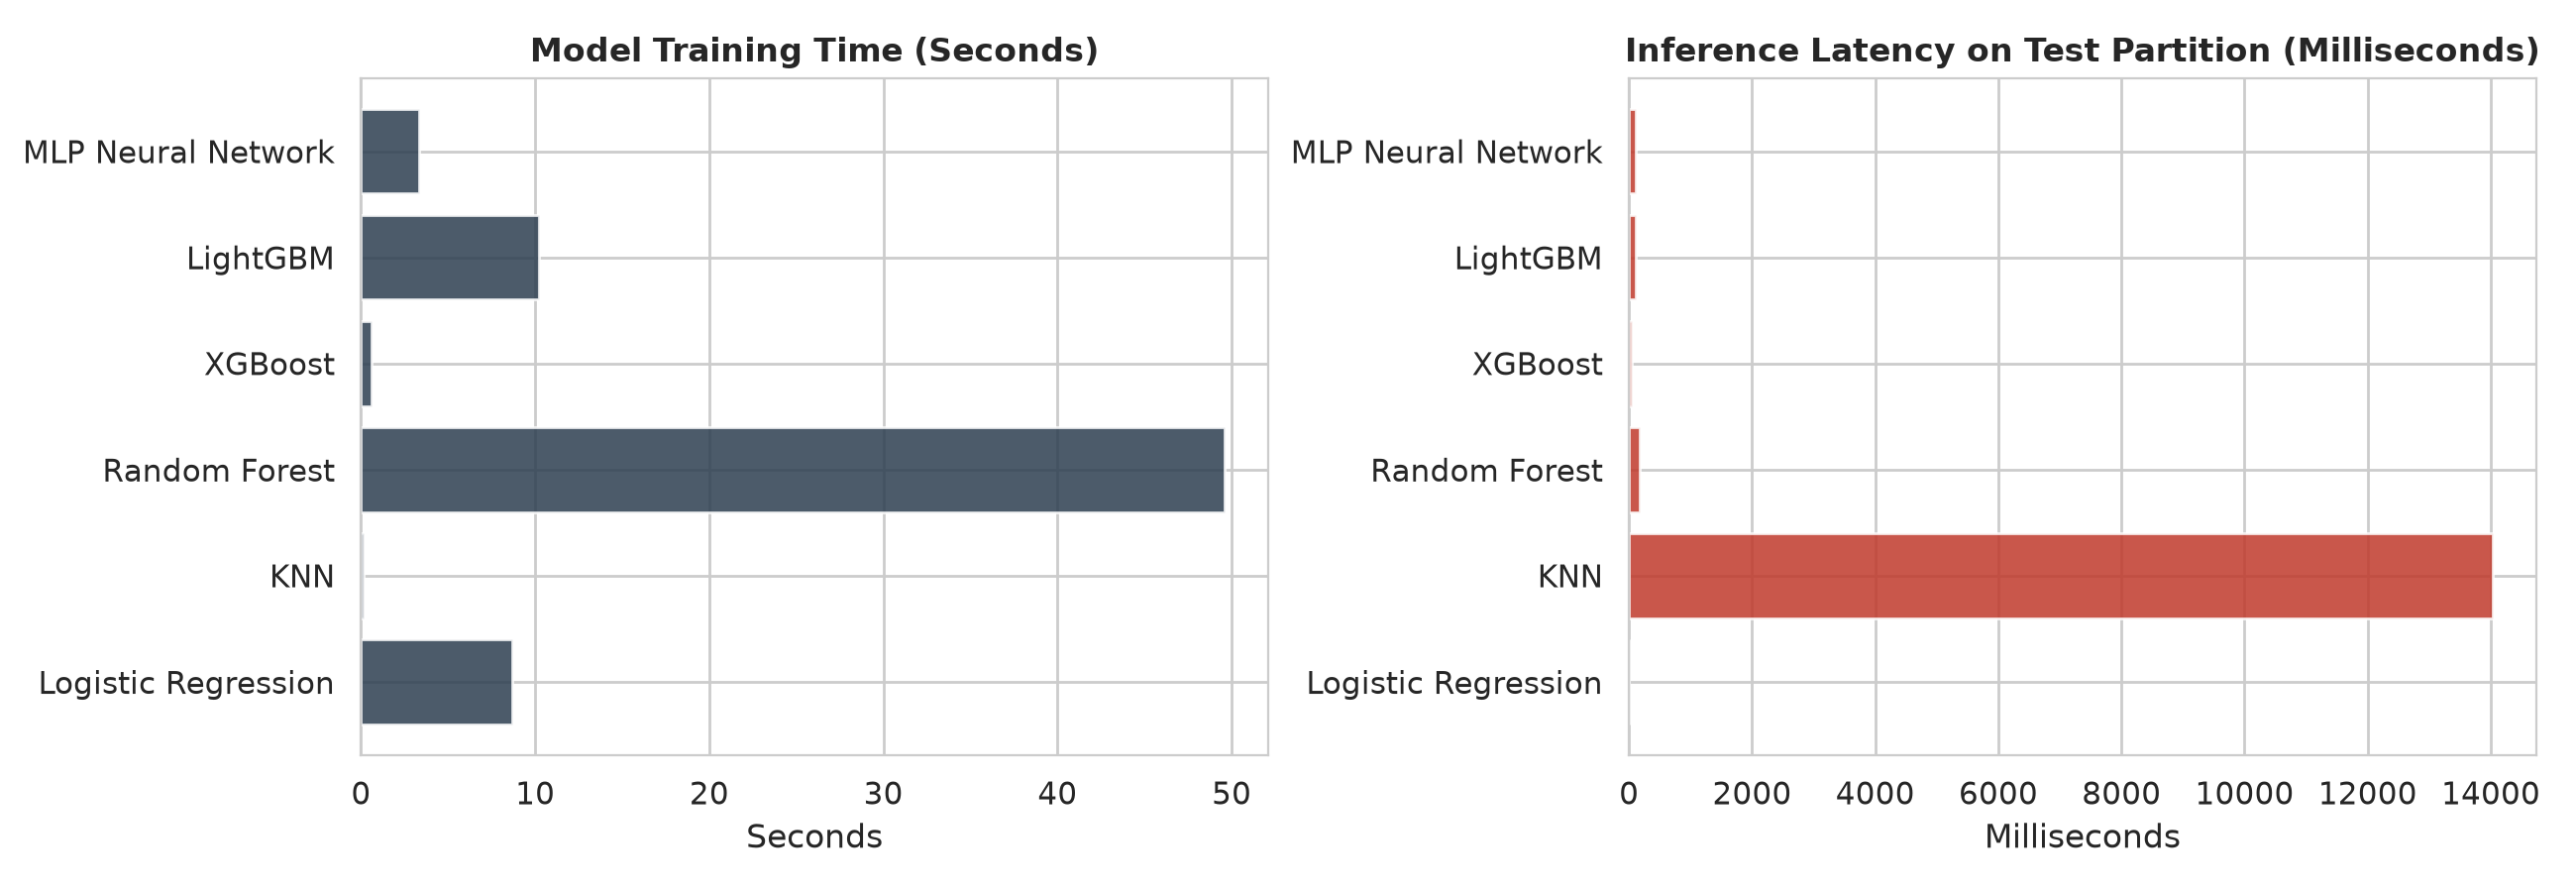 Model Training Time (Seconds)
MLP Neural Network
LightGBM
XGBoost
Random Forest
KNN
Logistic Regression
0 10 20 30 40 50
Seconds
Inference Latency on Test Partition (Milliseconds)
MLP Neural Network
LightGBM
XGBoost
Random Forest
KNN
Logistic Regression
0 2000 4000 6000 8000 10000 12000 14000
Milliseconds